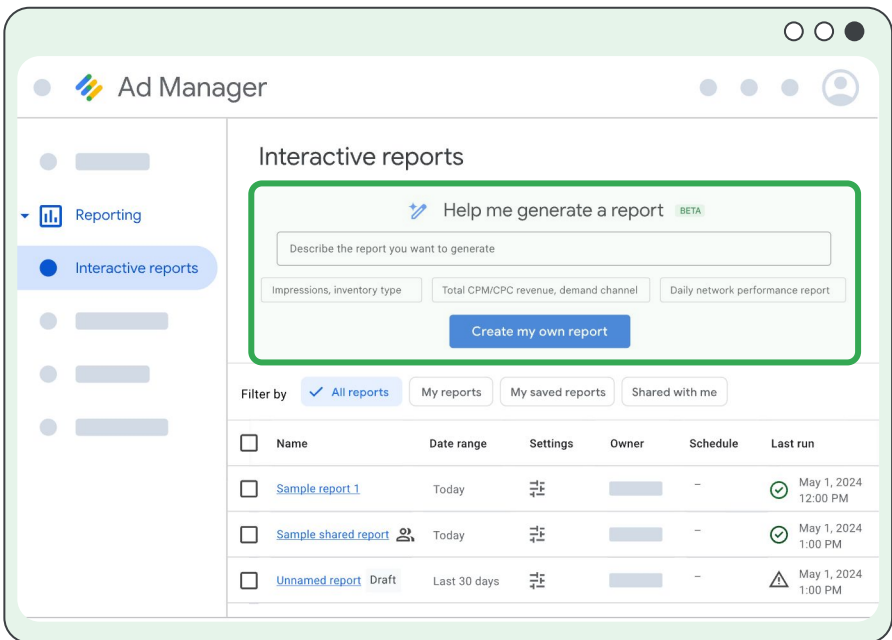 Ad Manager
Interactive reports
Reporting
Help me generate a report BETA
Describe the report you want to generate
Interactive reports
Impressions, inventory type
Total CPM/CPC revenue, demand channel
Daily network performance report
Create my own report
Filter by
All reports
My reports
My saved reports
Shared with me
Name Date range Settings Owner Schedule Last run
Sample report 1 Today – May 1, 2024
12:00 PM
Sample shared report Today – May 1, 2024
1:00 PM
Unnamed report Draft Last 30 days – May 1, 2024
1:00 PM